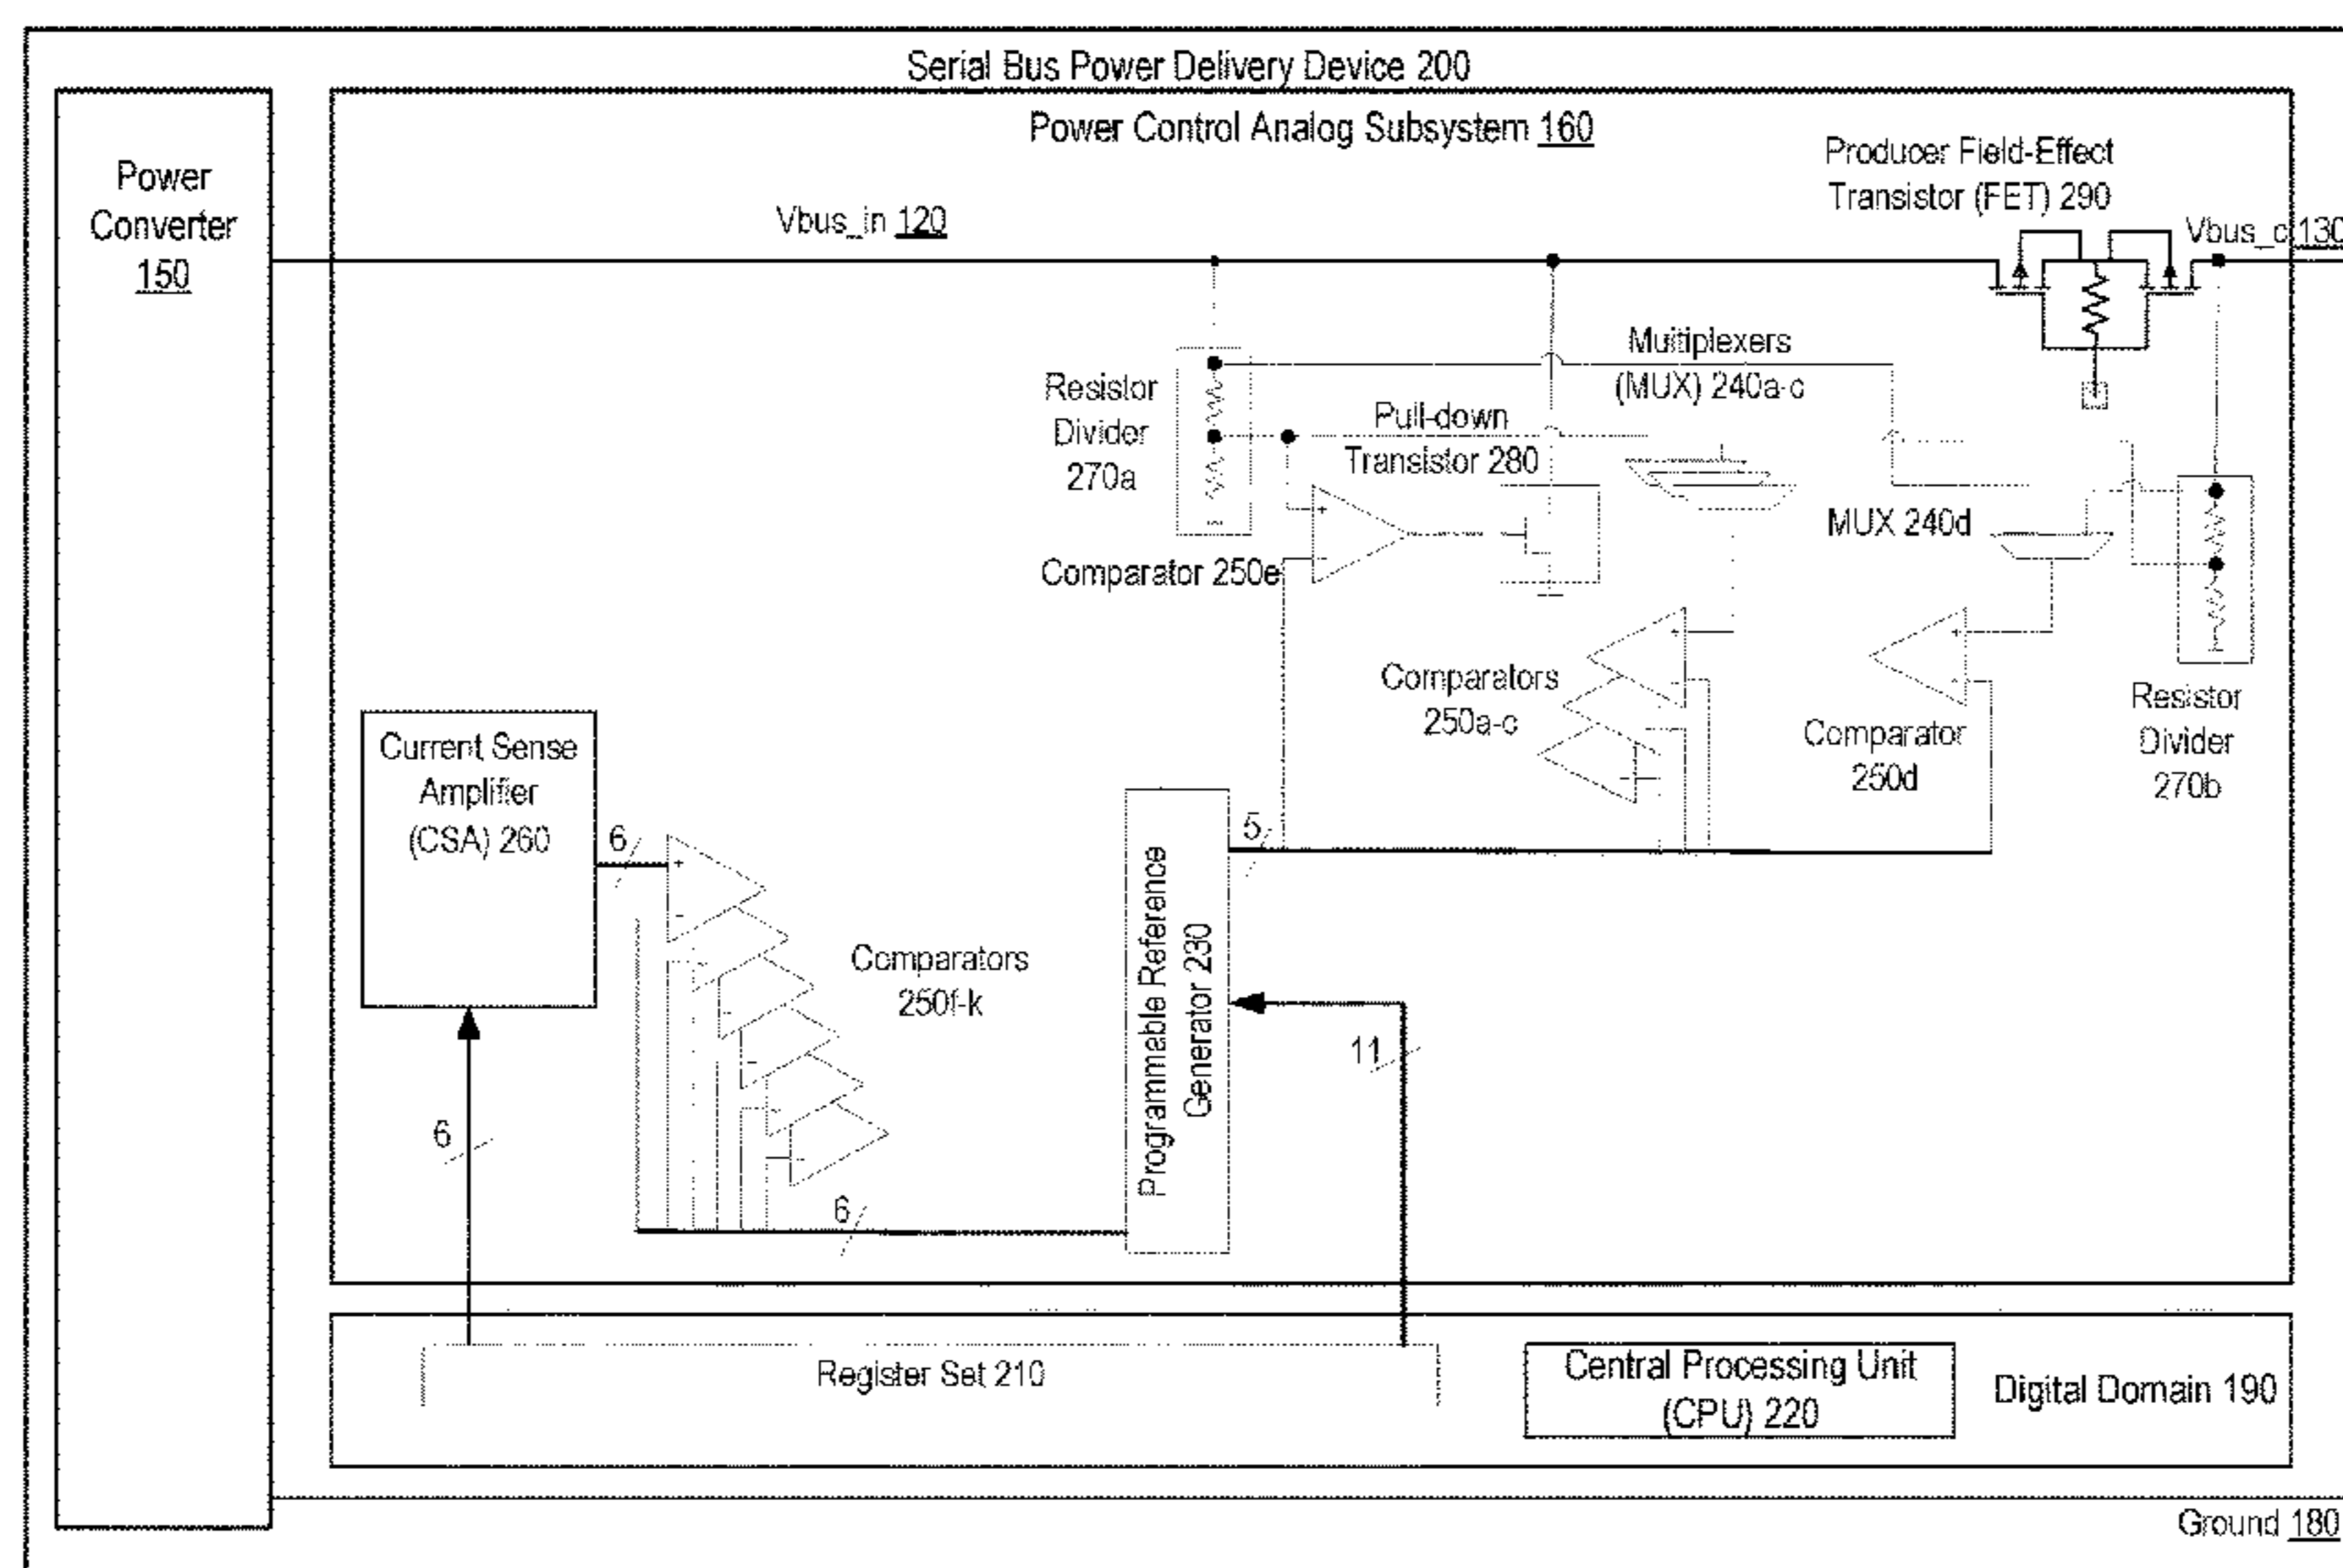 Serial Bus Power Delivery Device 200
Power Control Analog Subsystem 160
Power
Converter
150
Vbus_in 120
Producer Field-Effect
Transistor (FET) 290
Vbus_c 130
Multiplexers
(MUX) 240a-c
Resistor
Divider
270a
Pull-down
Transistor 280
MUX 240d
Comparator 250e
Comparators
250a-c
Comparator
250d
Resistor
Divider
270b
Current Sense
Amplifier
(CSA) 260
6
5
Comparators
250f-k
Programmable Reference
Generator 230
11
6
6
Register Set 210
Central Processing Unit
(CPU) 220
Digital Domain 190
Ground 180